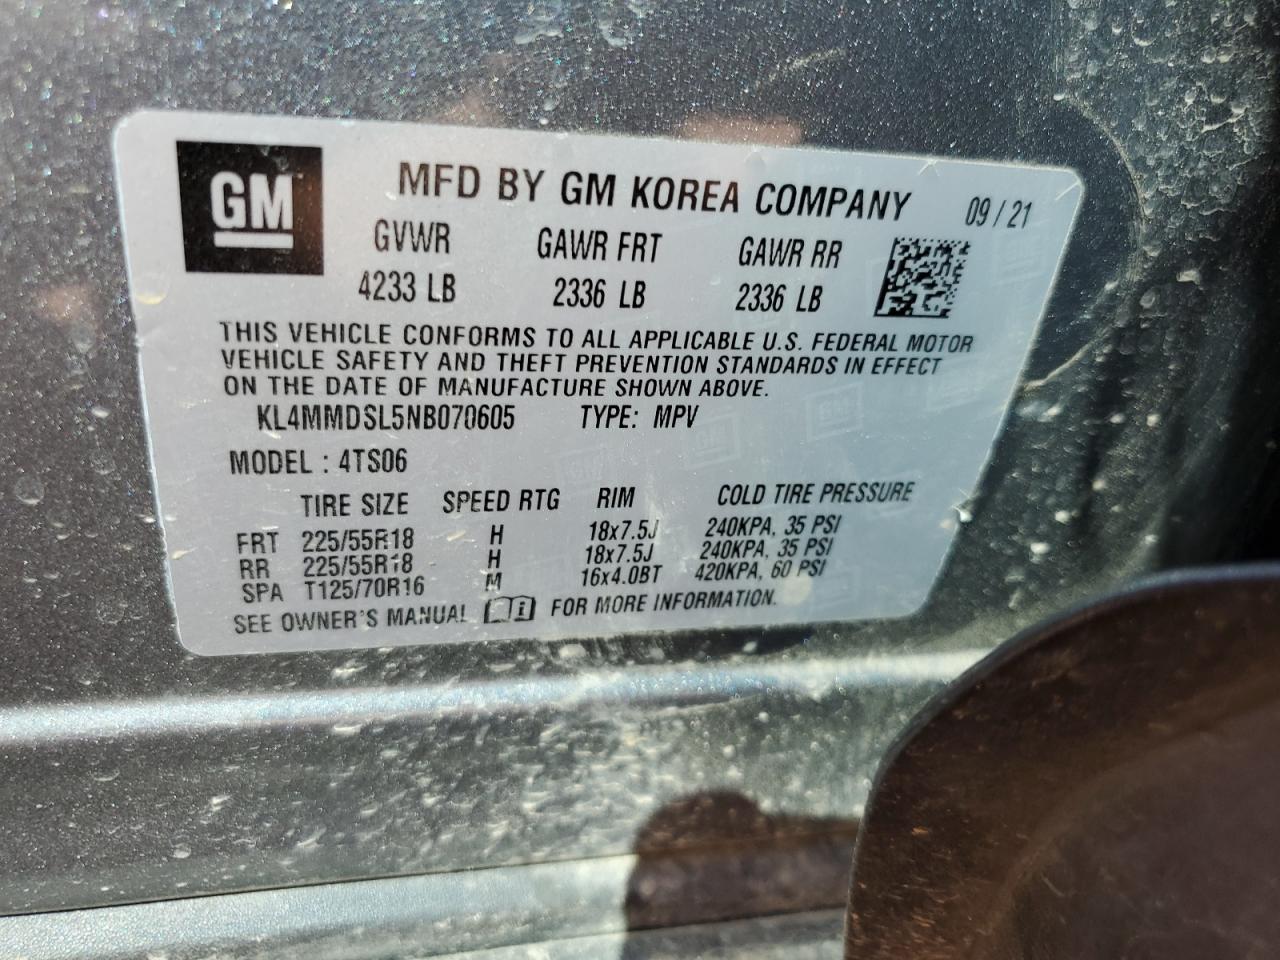 GM
MFD BY GM KOREA COMPANY 09/21
GVWR GAWR FRT GAWR RR
4233 LB 2336 LB 2336 LB
THIS VEHICLE CONFORMS TO ALL APPLICABLE U.S. FEDERAL MOTOR
VEHICLE SAFETY AND THEFT PREVENTION STANDARDS IN EFFECT
ON THE DATE OF MANUFACTURE SHOWN ABOVE.
KL4MMDSL5NB070605 TYPE: MPV
MODEL : 4TS06
TIRE SIZE SPEED RTG RIM COLD TIRE PRESSURE
FRT 225/55R18 H 18x7.5J 240KPA, 35 PSI
RR 225/55R18 H 18x7.5J 240KPA, 35 PSI
SPA T125/70R16 M 16x4.0BT 420KPA, 60 PSI
SEE OWNER'S MANUAL FOR MORE INFORMATION.